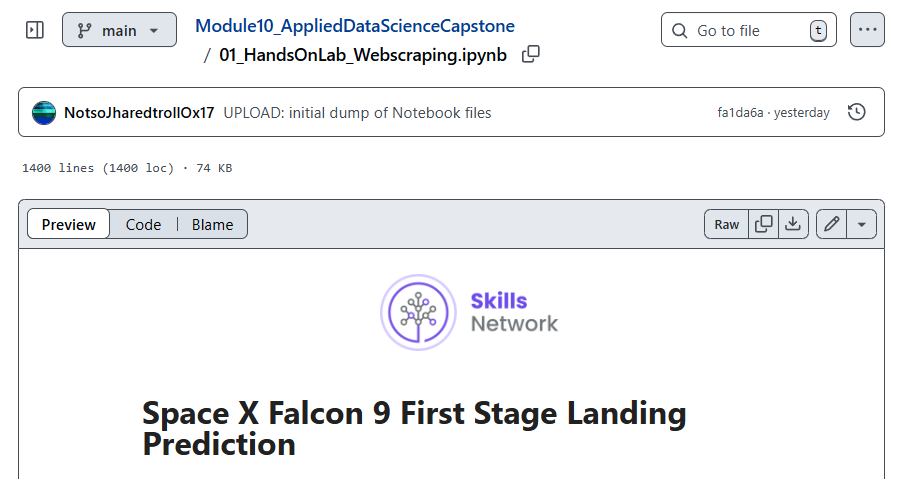 main
Module10_AppliedDataScienceCapstone
/ 01_HandsOnLab_Webscraping.ipynb
Go to file
t
NotsoJharedtrollOx17 UPLOAD: initial dump of Notebook files
fa1da6a · yesterday
1400 lines (1400 loc) · 74 KB
Preview Code Blame
Raw
Skills
Network
Space X Falcon 9 First Stage Landing
Prediction